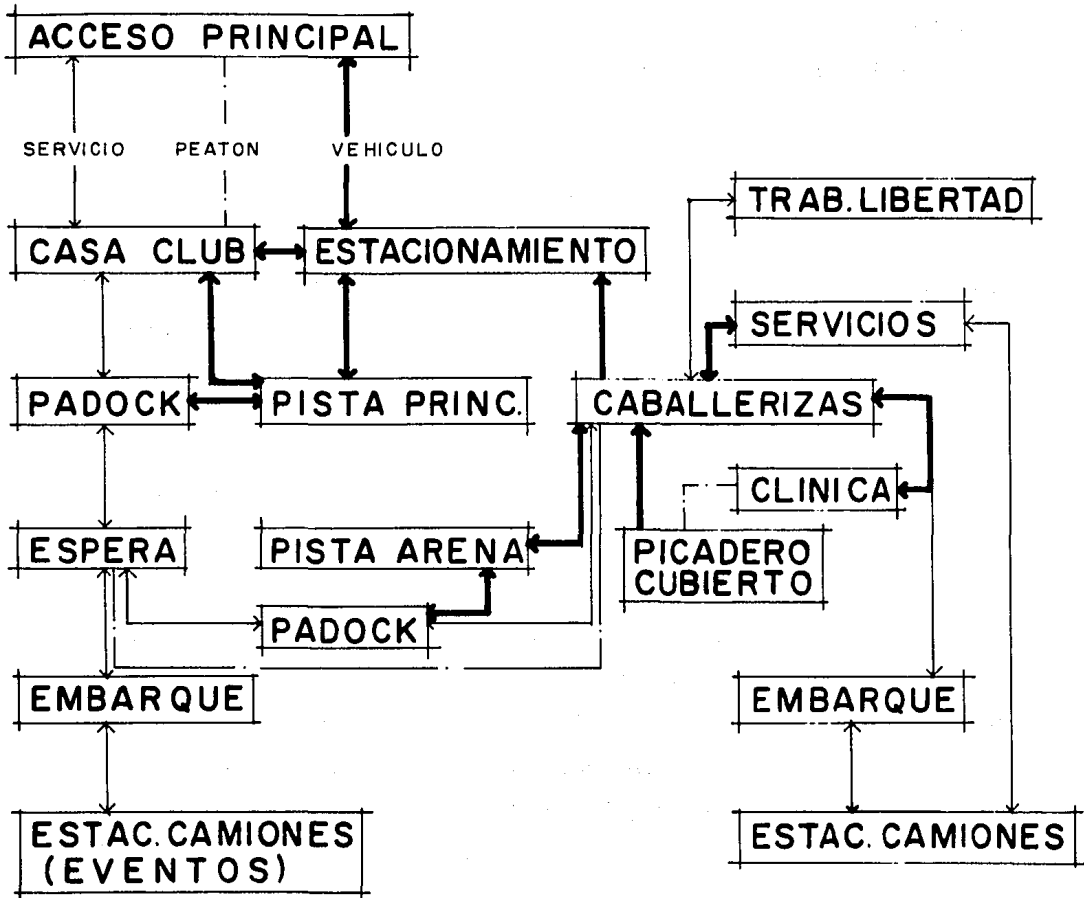 ACCESO PRINCIPAL
SERVICIO PEATON VEHICULO
TRAB. LIBERTAD
CASA CLUB ESTACIONAMIENTO
SERVICIOS
PADOCK PISTA PRINC. CABALLERIZAS
CLINICA
ESPERA PISTA ARENA PICADERO
CUBIERTO
PADOCK
EMBARQUE EMBARQUE
ESTAC. CAMIONES ESTAC. CAMIONES
(EVENTOS)